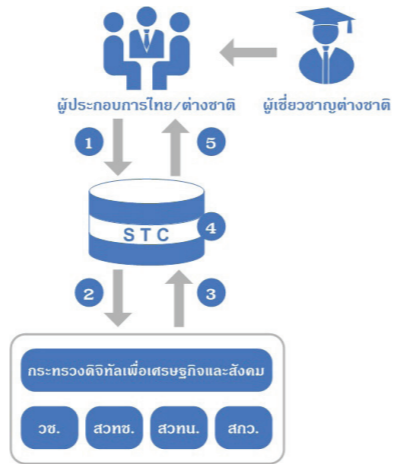 ผู้ประกอบการไทย/ต่างชาติ
ผู้เชี่ยวชาญต่างชาติ
1
5
STC
4
2
3
กระทรวงดิจิทัลเพื่อเศรษฐกิจและสังคม
วช.
สวทช.
สวทน.
สกว.